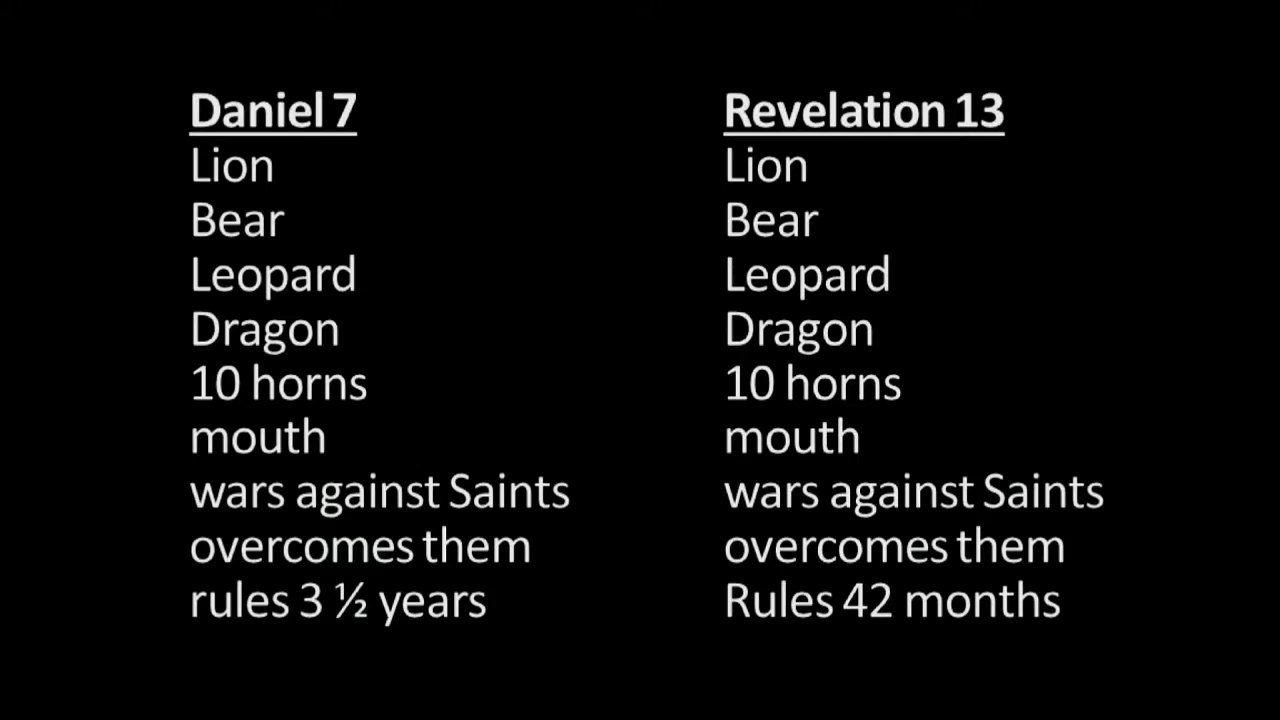 Daniel 7
Lion
Bear
Leopard
Dragon
10 horns
mouth
wars against Saints
overcomes them
rules 3 ½ years
Revelation 13
Lion
Bear
Leopard
Dragon
10 horns
mouth
wars against Saints
overcomes them
Rules 42 months